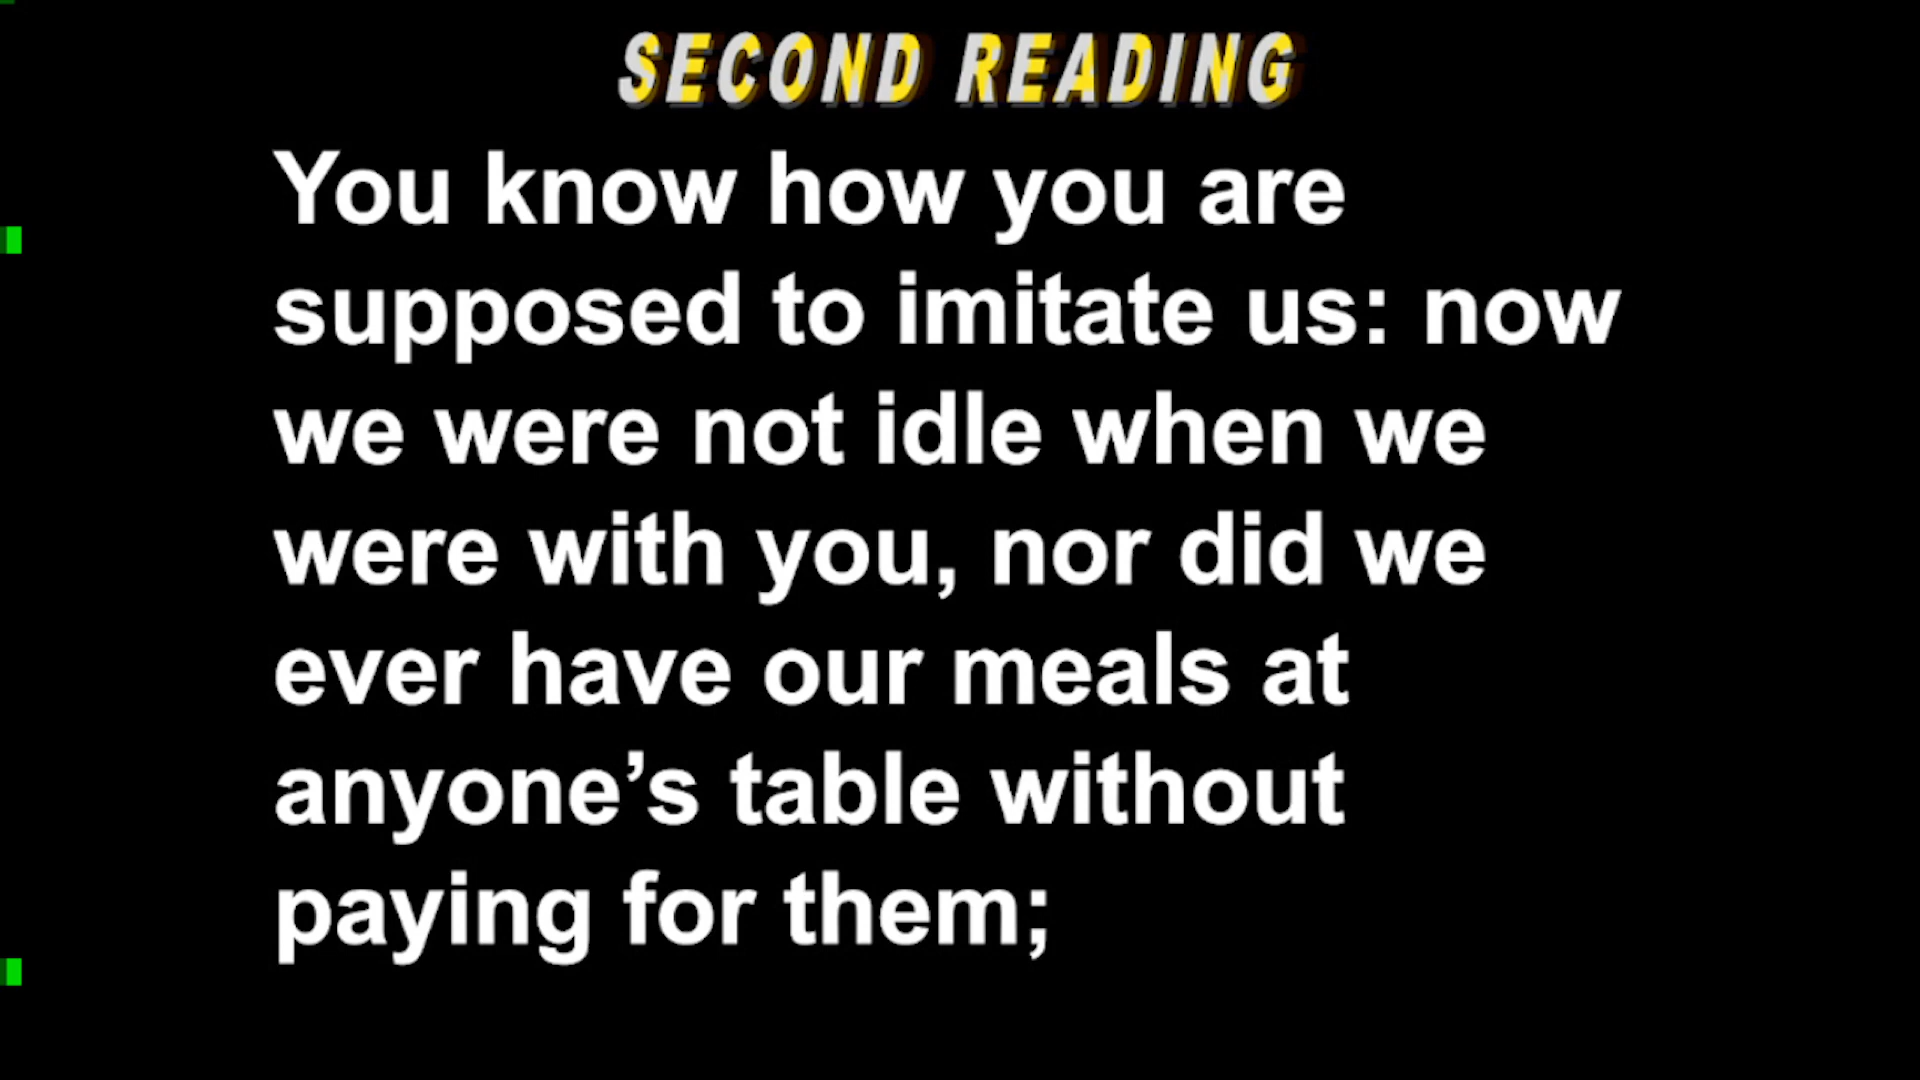 SECOND READING
You know how you are
supposed to imitate us: now
we were not idle when we
were with you, nor did we
ever have our meals at
anyone’s table without
paying for them;